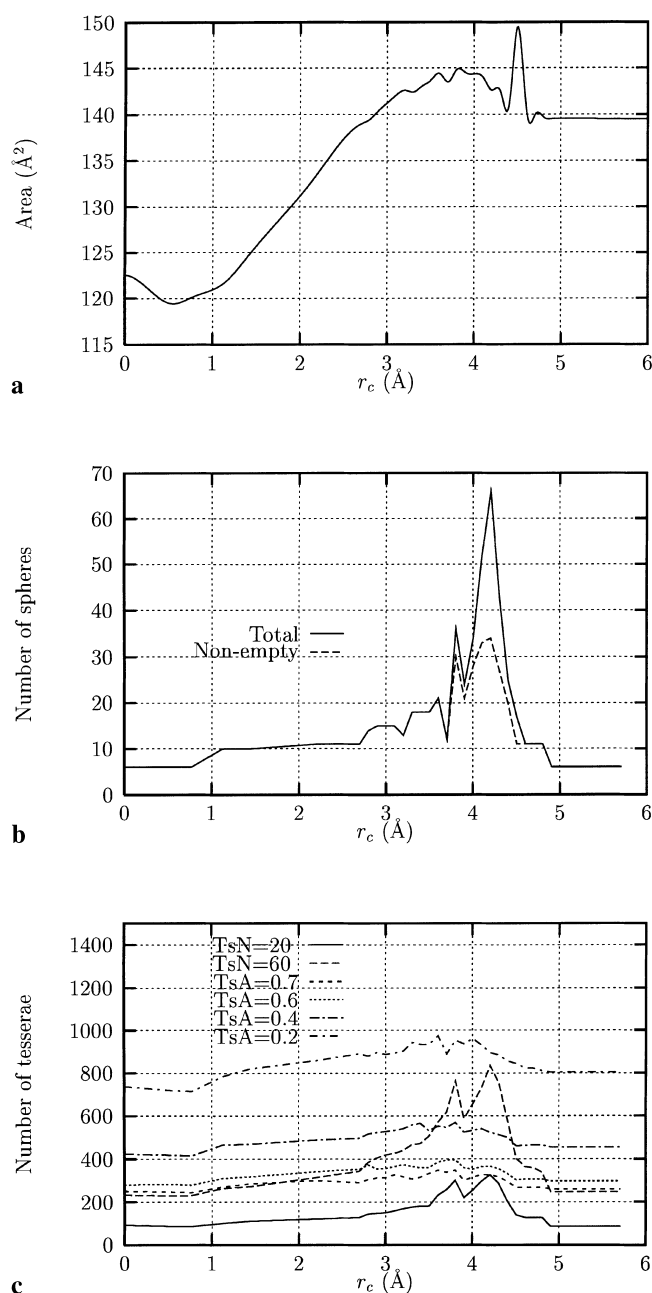 150
145
140
135
130
125
120
115
Area (Å²)
0 1 2 3 4 5 6
r_c (Å)
a
70
60
50
40
30
20
10
0
Number of spheres
Total
Non-empty
0 1 2 3 4 5 6
r_c (Å)
b
1400
1200
1000
800
600
400
200
0
Number of tesserae
TsN=20
TsN=60
TsA=0.7
TsA=0.6
TsA=0.4
TsA=0.2
0 1 2 3 4 5 6
r_c (Å)
c